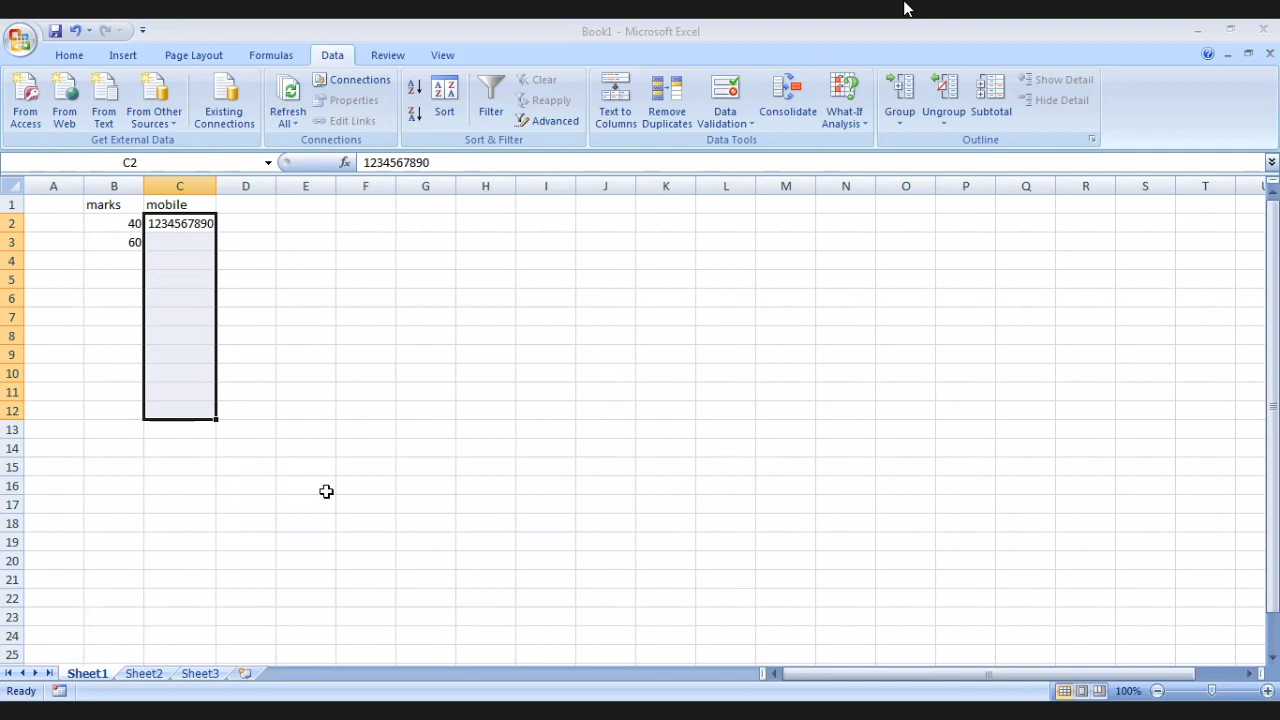 Book1 - Microsoft Excel
Home Insert Page Layout Formulas Data Review View
From Access
From Web
From Text
From Other Sources
Existing Connections
Get External Data
Refresh All
Connections
Properties
Edit Links
Connections
A Z
Z A
Sort
Filter
Clear
Reapply
Advanced
Sort & Filter
Text to Columns
Remove Duplicates
Data Validation
Consolidate
What-If Analysis
Data Tools
Group
Ungroup
Subtotal
Show Detail
Hide Detail
Outline
C2 fx 1234567890
A B C D E F G H I J K L M N O P Q R S T U
1 marks mobile
2 40 1234567890
3 60
4
5
6
7
8
9
10
11
12
13
14
15
16
17
18
19
20
21
22
23
24
25
Sheet1 Sheet2 Sheet3
Ready 100%